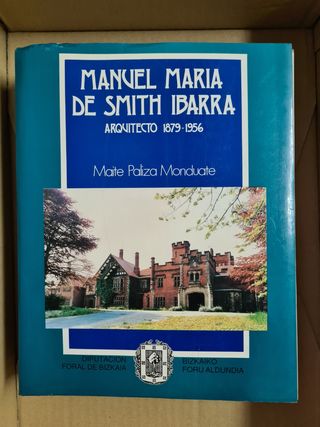 MANUEL MARIA
DE SMITH IBARRA
ARQUITECTO 1879-1956
Maite Paliza Monduate
DIPUTACION
FORAL DE BIZKAIA
BIZKAIKO
FORU ALDUNDIA